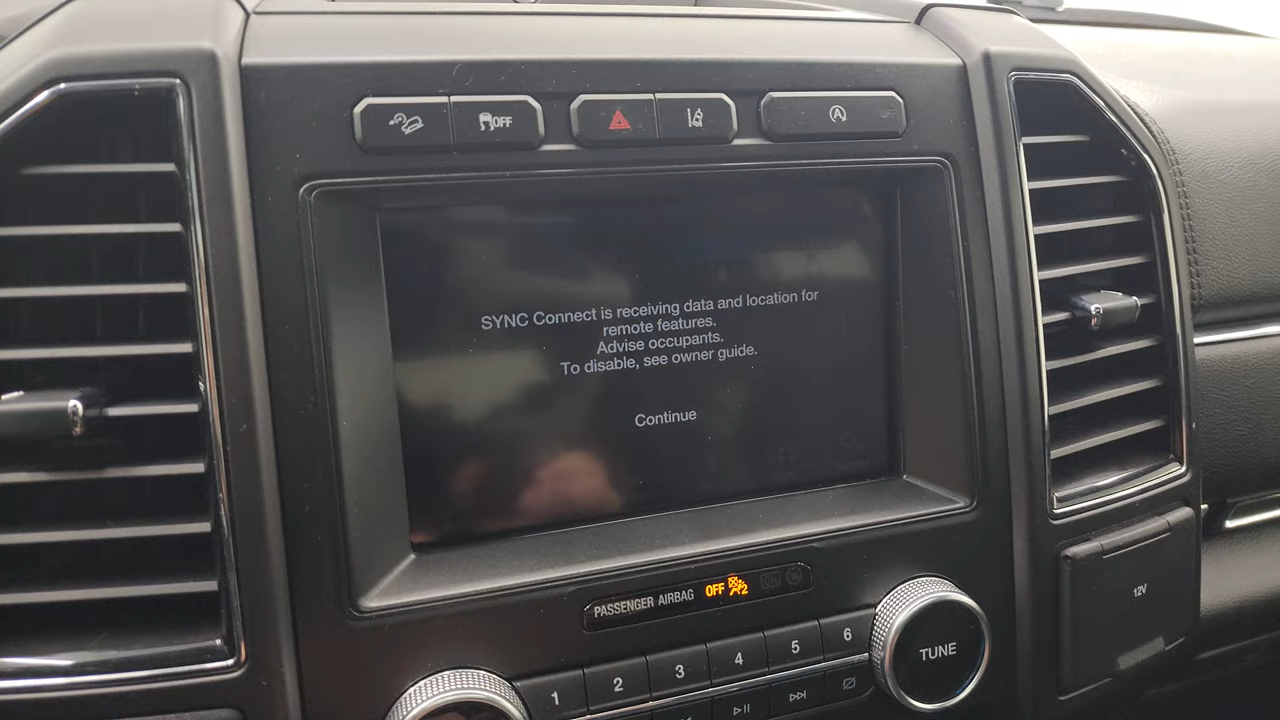 OFF
A
SYNC Connect is receiving data and location for
remote features.
Advise occupants.
To disable, see owner guide.
Continue
PASSENGER AIRBAG OFF 2 ON
1 2 3 4 5 6
TUNE
12V